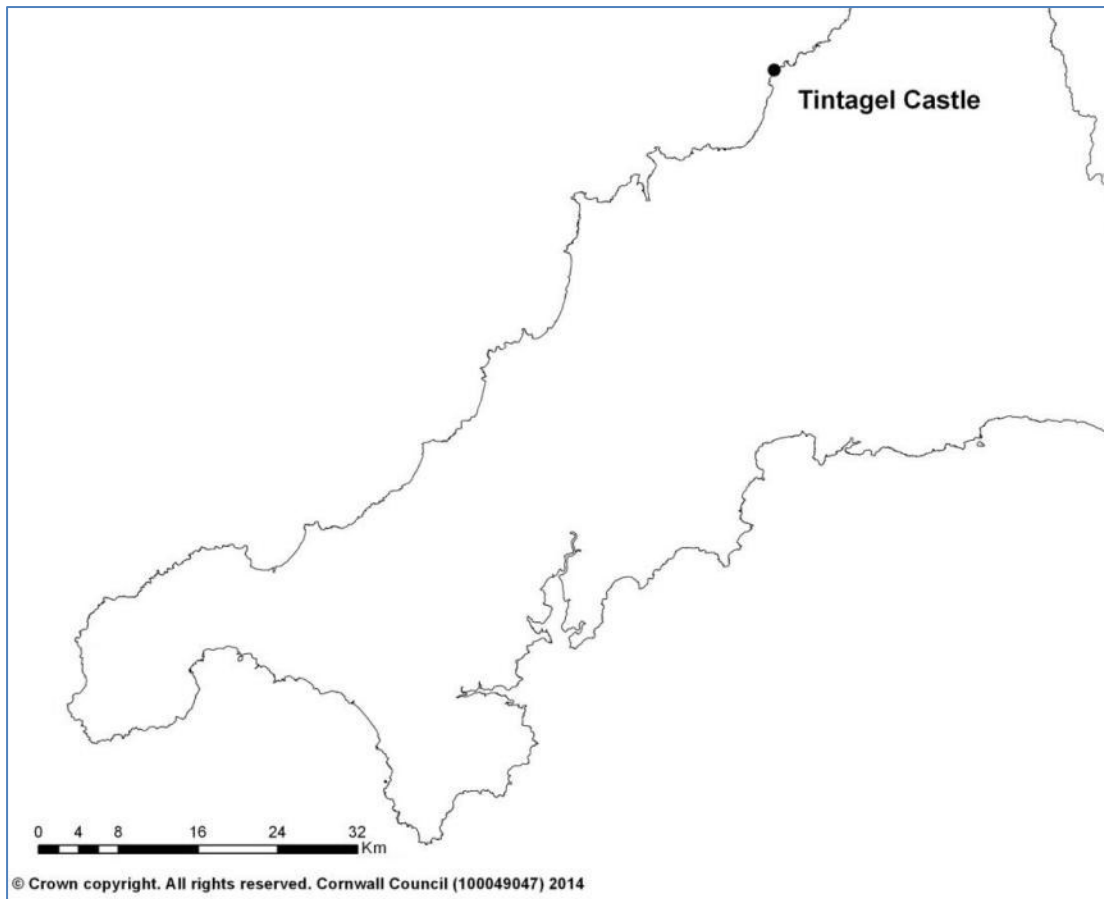 Tintagel Castle
0 4 8 16 24 32
Km
© Crown copyright. All rights reserved. Cornwall Council (100049047) 2014